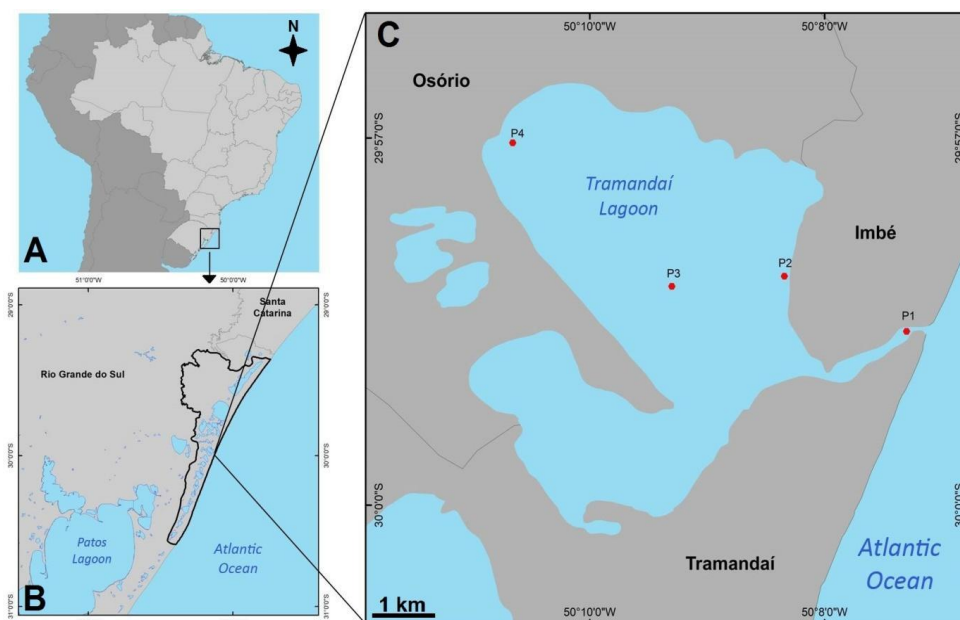 A
N
51°0'0"W
50°0'0"W
B
29°0'0"S
30°0'0"S
31°0'0"S
29°0'0"S
30°0'0"S
31°0'0"S
Santa
Catarina
Rio Grande do Sul
Patos
Lagoon
Atlantic
Ocean
C
50°10'0"W
50°8'0"W
Osório
29°57'0"S
29°57'0"S
P4
Tramandaí
Lagoon
Imbé
P2
P3
P1
30°0'0"S
30°0'0"S
Tramandaí
Atlantic
Ocean
1 km
50°10'0"W
50°8'0"W